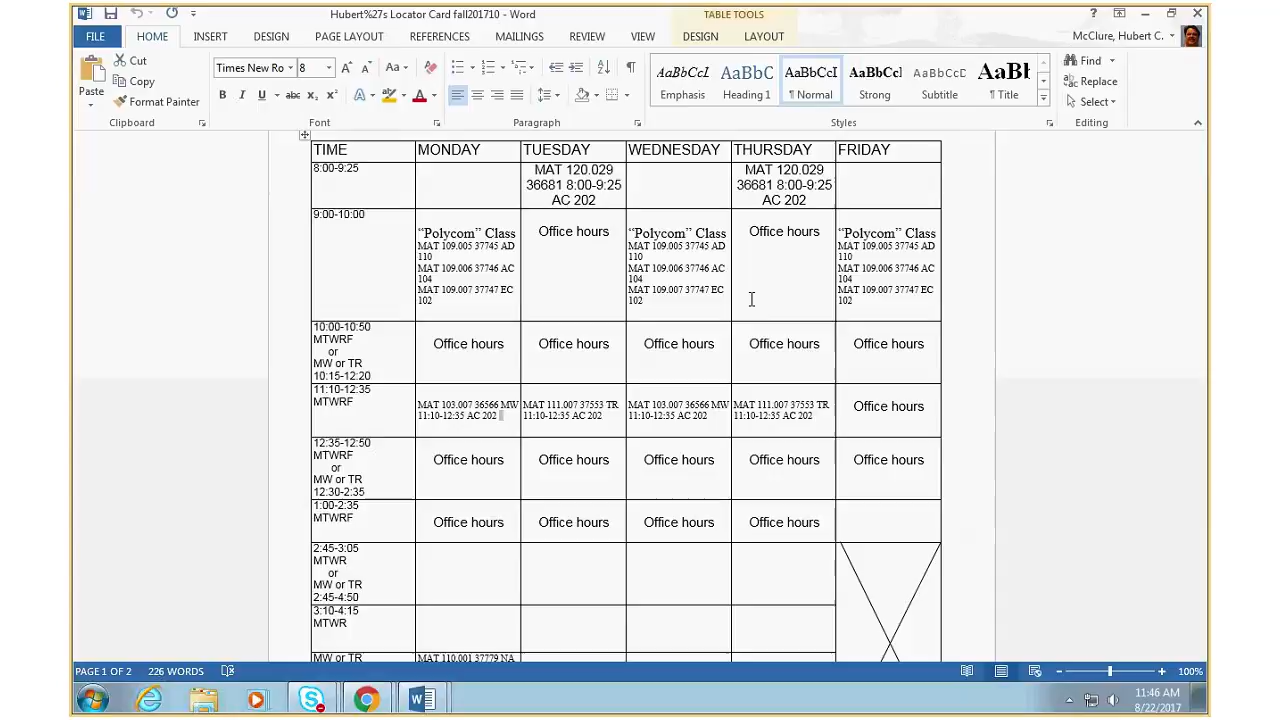 Hubert%27s Locator Card fall201710 - Word
TABLE TOOLS
?
FILE HOME INSERT DESIGN PAGE LAYOUT REFERENCES MAILINGS REVIEW VIEW DESIGN LAYOUT McClure, Hubert C.
Paste
Cut
Copy
Format Painter
Clipboard
Times New Ro 8
Font
Paragraph
AaBbCcI AaBbC AaBbCcI AaBbCcl AaBbCcD AaBl
Emphasis Heading 1 ¶ Normal Strong Subtitle ¶ Title
Styles
Find
Replace
Select
Editing
TIME MONDAY TUESDAY WEDNESDAY THURSDAY FRIDAY
8:00-9:25
MAT 120.029
36681 8:00-9:25
AC 202
MAT 120.029
36681 8:00-9:25
AC 202
9:00-10:00
“Polycom” Class
MAT 109.005 37745 AD
110
MAT 109.006 37746 AC
104
MAT 109.007 37747 EC
102
Office hours
“Polycom” Class
MAT 109.005 37745 AD
110
MAT 109.006 37746 AC
104
MAT 109.007 37747 EC
102
Office hours
“Polycom” Class
MAT 109.005 37745 AD
110
MAT 109.006 37746 AC
104
MAT 109.007 37747 EC
102
10:00-10:50
MTWRF
or
MW or TR
10:15-12:20
Office hours Office hours Office hours Office hours Office hours
11:10-12:35
MTWRF
MAT 103.007 36566 MW
11:10-12:35 AC 202
MAT 111.007 37553 TR
11:10-12:35 AC 202
MAT 103.007 36566 MW
11:10-12:35 AC 202
MAT 111.007 37553 TR
11:10-12:35 AC 202
Office hours
12:35-12:50
MTWRF
or
MW or TR
12:30-2:35
Office hours Office hours Office hours Office hours Office hours
1:00-2:35
MTWRF
Office hours Office hours Office hours Office hours
2:45-3:05
MTWR
or
MW or TR
2:45-4:50
3:10-4:15
MTWR
MW or TR MAT 110.001 37779 NA
PAGE 1 OF 2 226 WORDS 100%
11:46 AM
8/22/2017